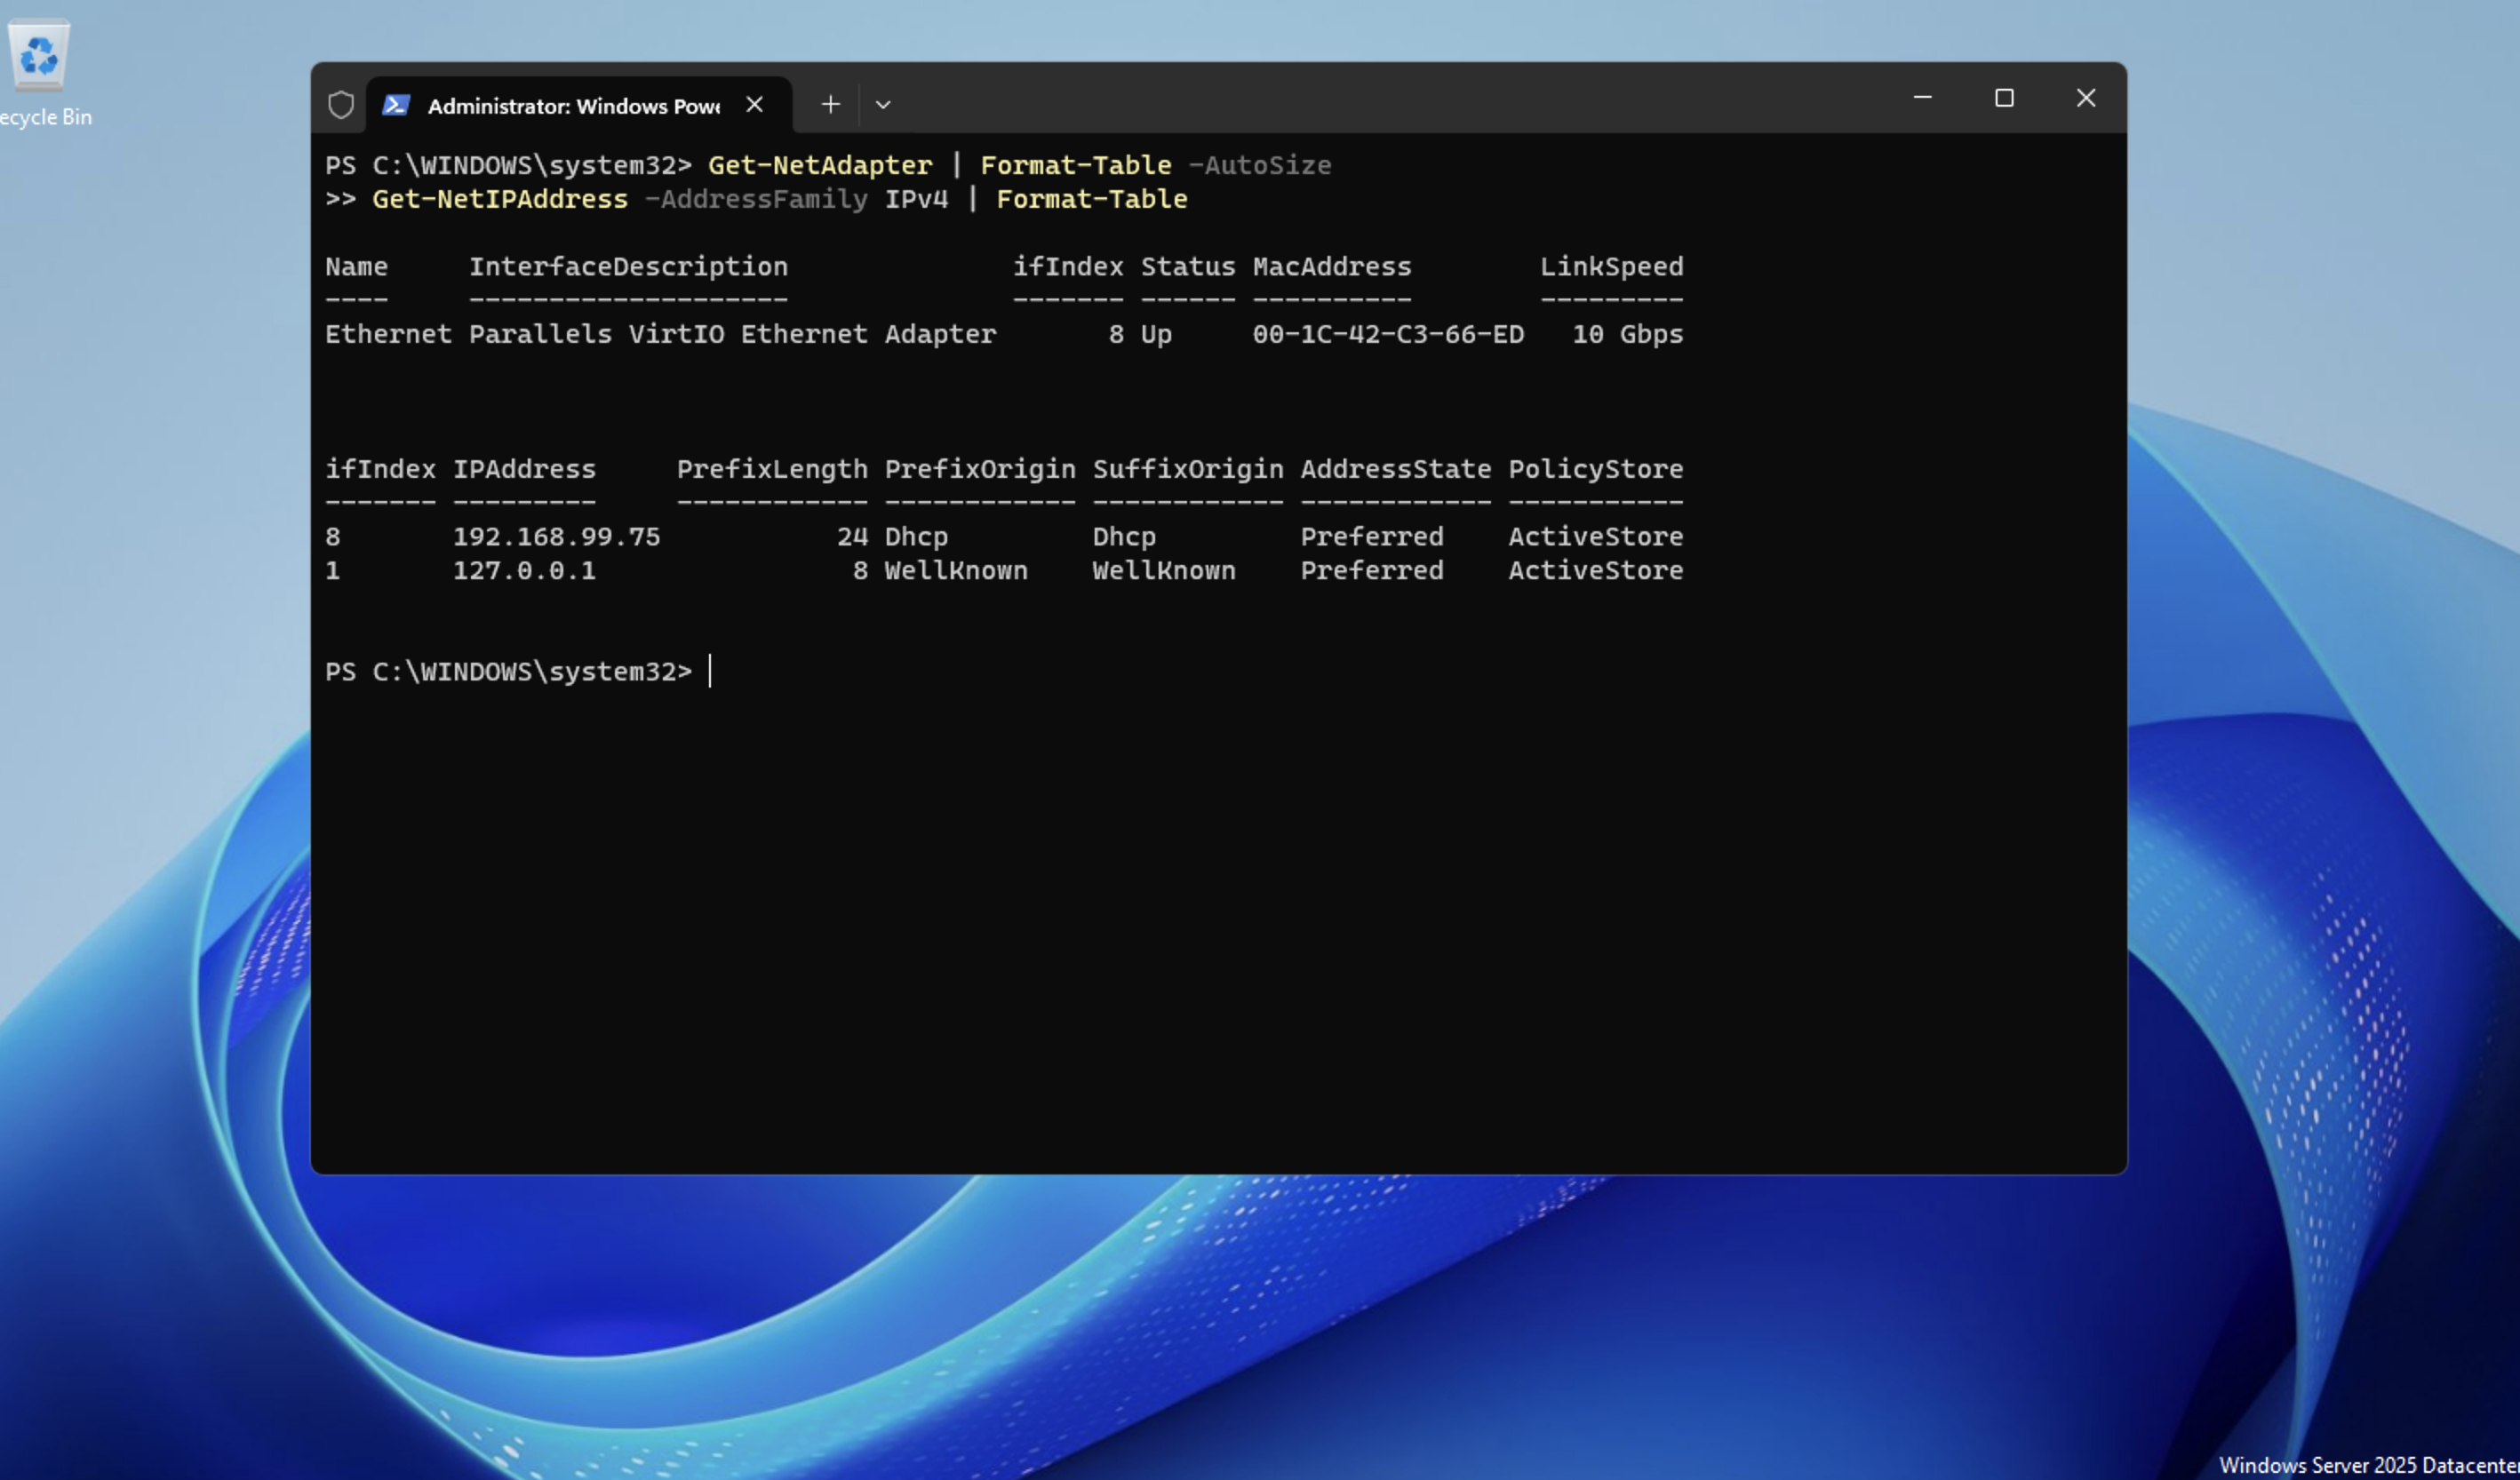 ecycle Bin
Administrator: Windows Powe
PS C:\WINDOWS\system32> Get-NetAdapter | Format-Table -AutoSize
>> Get-NetIPAddress -AddressFamily IPv4 | Format-Table
Name     InterfaceDescription              ifIndex Status MacAddress        LinkSpeed
----     --------------------              ------- ------ ----------        ---------
Ethernet Parallels VirtIO Ethernet Adapter       8 Up     00-1C-42-C3-66-ED   10 Gbps
ifIndex IPAddress     PrefixLength PrefixOrigin SuffixOrigin AddressState PolicyStore
------- ---------     ------------ ------------ ------------ ------------ -----------
8       192.168.99.75           24 Dhcp         Dhcp         Preferred    ActiveStore
1       127.0.0.1                8 WellKnown    WellKnown    Preferred    ActiveStore
PS C:\WINDOWS\system32>
Windows Server 2025 Datacenter